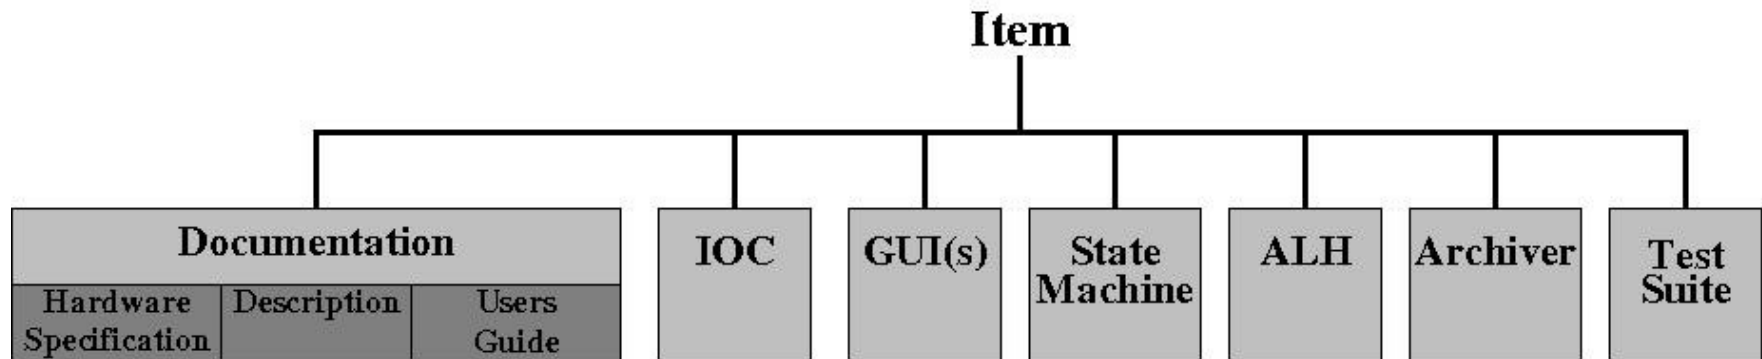 Item
Documentation
Hardware
Specification
Description
Users
Guide
IOC
GUI(s)
State
Machine
ALH
Archiver
Test
Suite